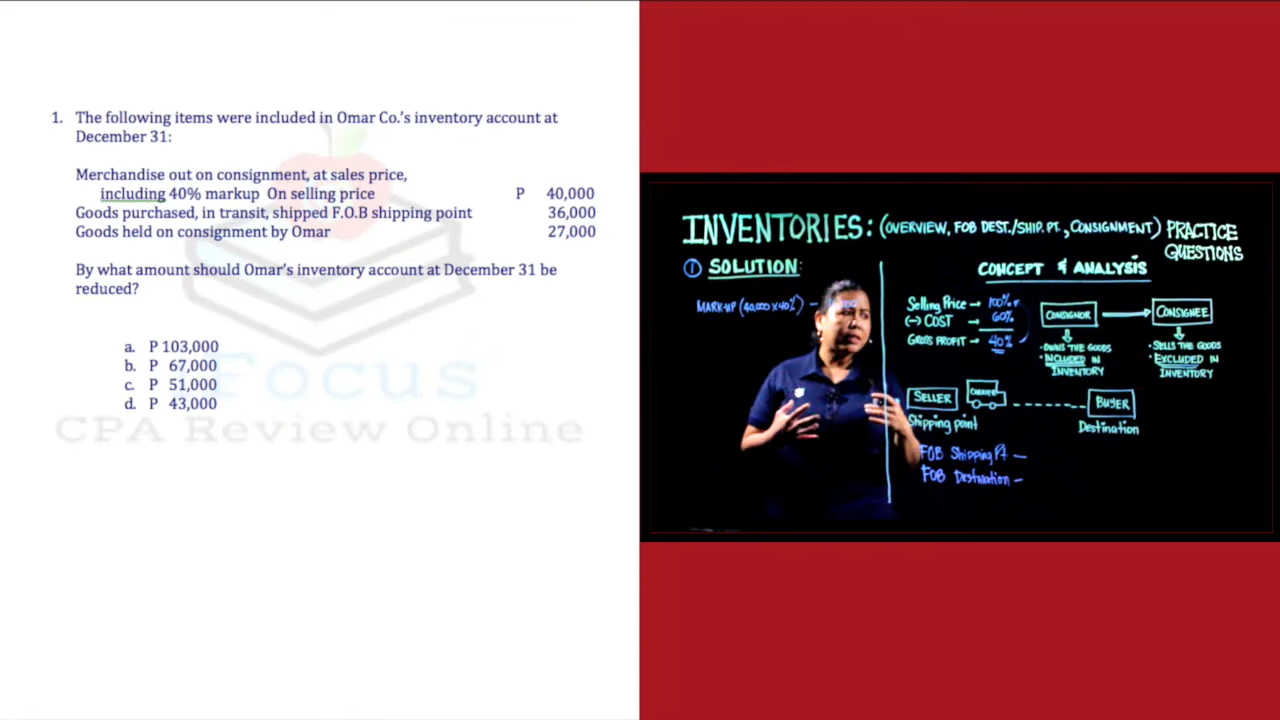 1. The following items were included in Omar Co.'s inventory account at
December 31:
Merchandise out on consignment, at sales price,
including 40% markup On selling price P 40,000
Goods purchased, in transit, shipped F.O.B shipping point 36,000
Goods held on consignment by Omar 27,000
By what amount should Omar's inventory account at December 31 be
reduced?
a. P 103,000
b. P 67,000
c. P 51,000
d. P 43,000
Focus
CPA Review Online
INVENTORIES: (OVERVIEW, FOB DEST./SHIP. PT., CONSIGNMENT) PRACTICE
QUESTIONS
1 SOLUTION:
MARK-UP (40,000 X 40%) -
CONCEPT & ANALYSIS
Selling Price → 100%
(-) COST → 60%
GROSS PROFIT → 40%
CONSIGNOR
• OWNS THE GOODS
• INCLUDED IN
INVENTORY
CONSIGNEE
• SELLS THE GOODS
• EXCLUDED IN
INVENTORY
SELLER
CARRIER
BUYER
Shipping point
Destination
FOB Shipping Pt —
FOB Destination —